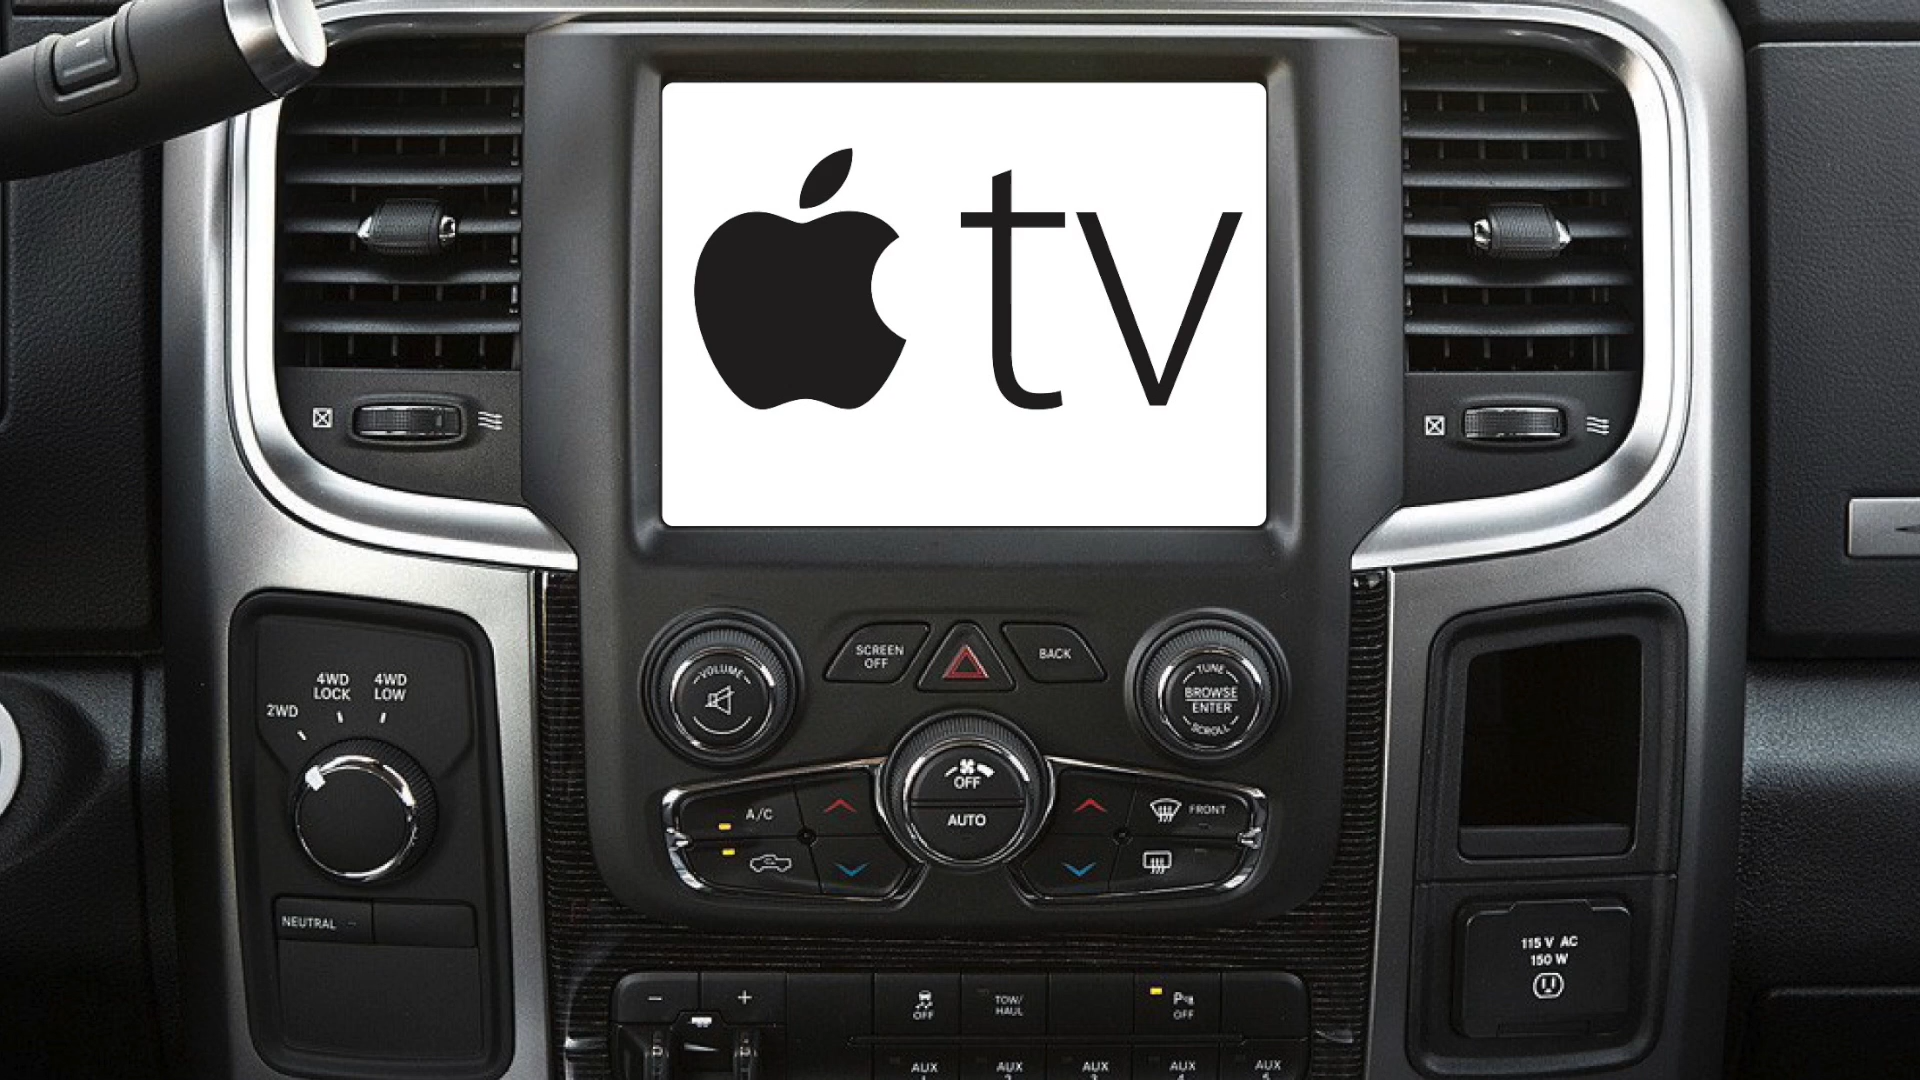 tv
4WD
LOCK
4WD
LOW
2WD
NEUTRAL
VOLUME
SCREEN
OFF
BACK
TUNE
BROWSE
ENTER
SCROLL
A/C
OFF
AUTO
FRONT
115 V AC
150 W
− +
OFF
TOW/
HAUL
P
OFF
AUX
AUX
AUX
AUX
AUX